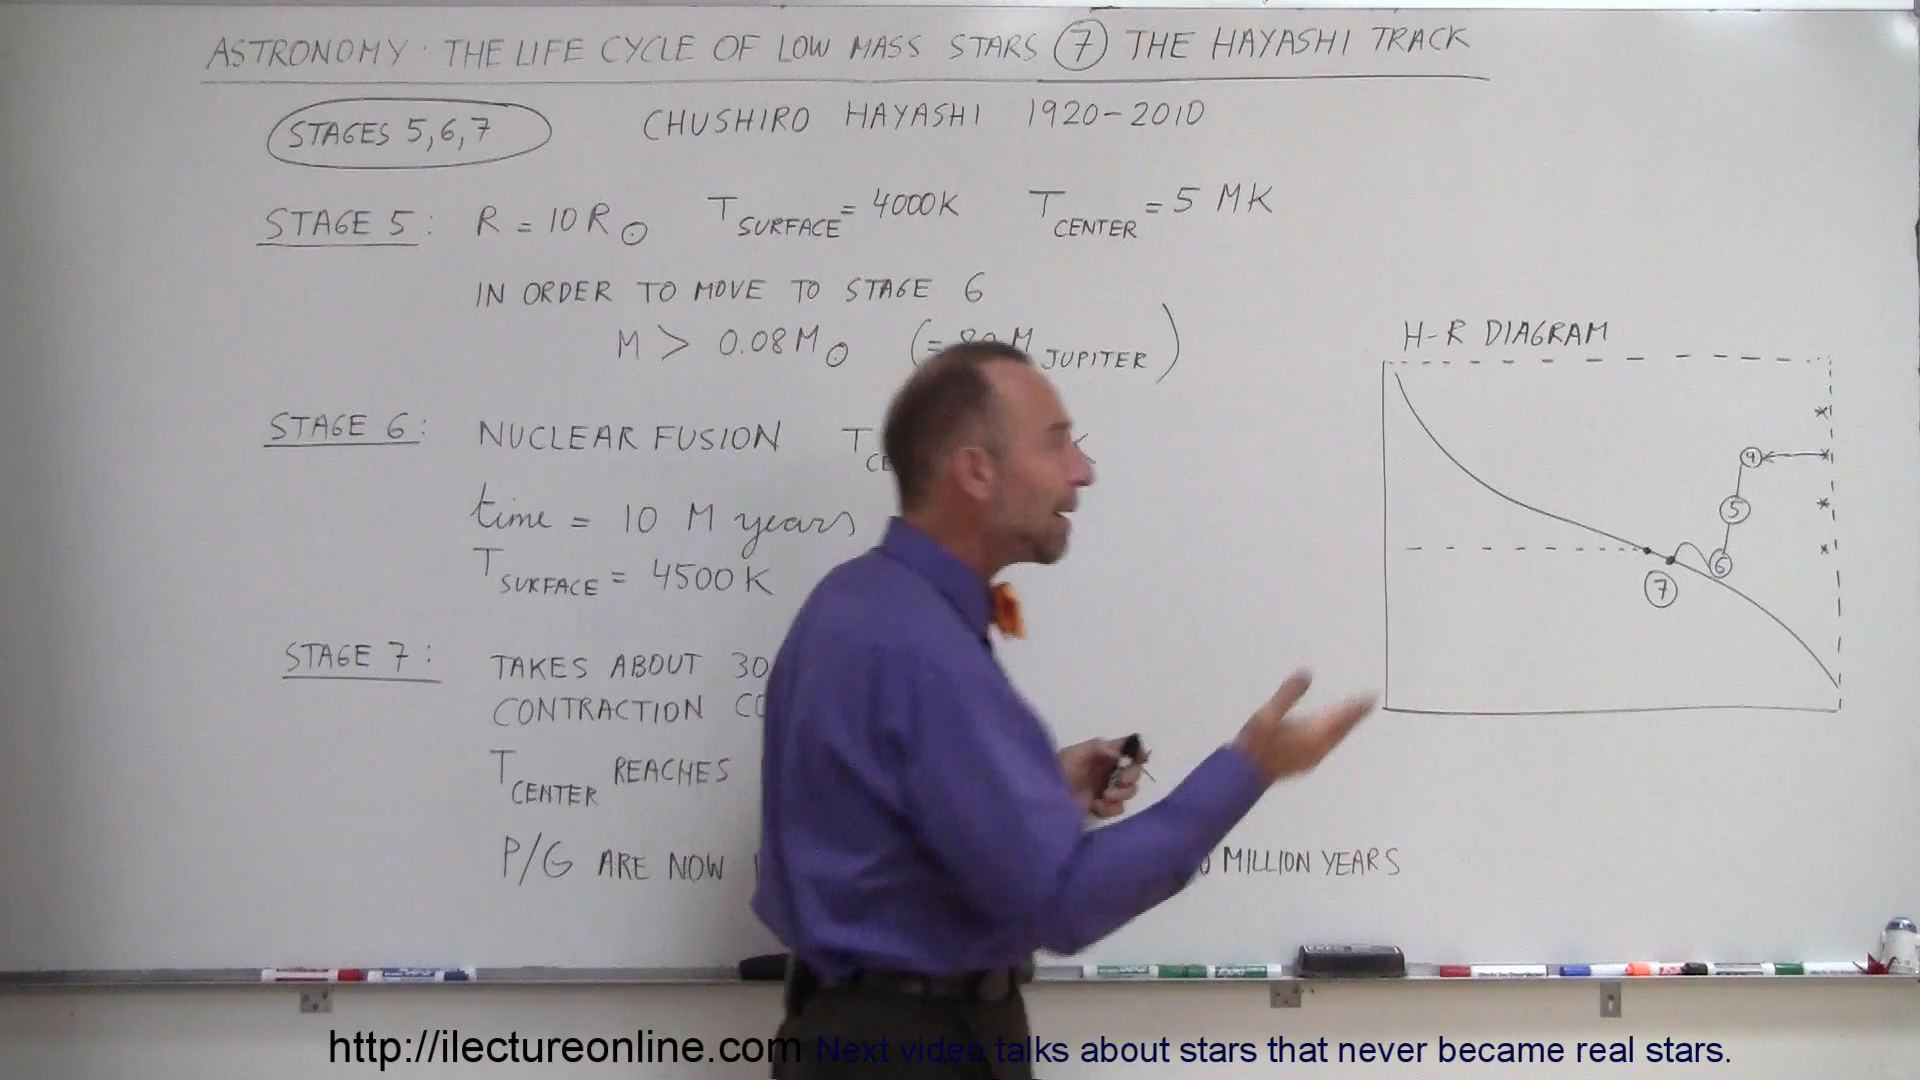 ASTRONOMY: THE LIFE CYCLE OF LOW MASS STARS ⑦ THE HAYASHI TRACK
STAGES 5,6,7
CHUSHIRO HAYASHI 1920-2010
STAGE 5: R = 10 R☉ T SURFACE = 4000K T CENTER = 5 MK
IN ORDER TO MOVE TO STAGE 6
M > 0.08 M☉ (= M JUPITER)
STAGE 6: NUCLEAR FUSION T
time = 10 M years
T SURFACE = 4500K
STAGE 7: TAKES ABOUT 30
CONTRACTION
T CENTER REACHES
P/G ARE NOW MILLION YEARS
H-R DIAGRAM
4
5
6
7
http://ilectureonline.com Next video talks about stars that never became real stars.